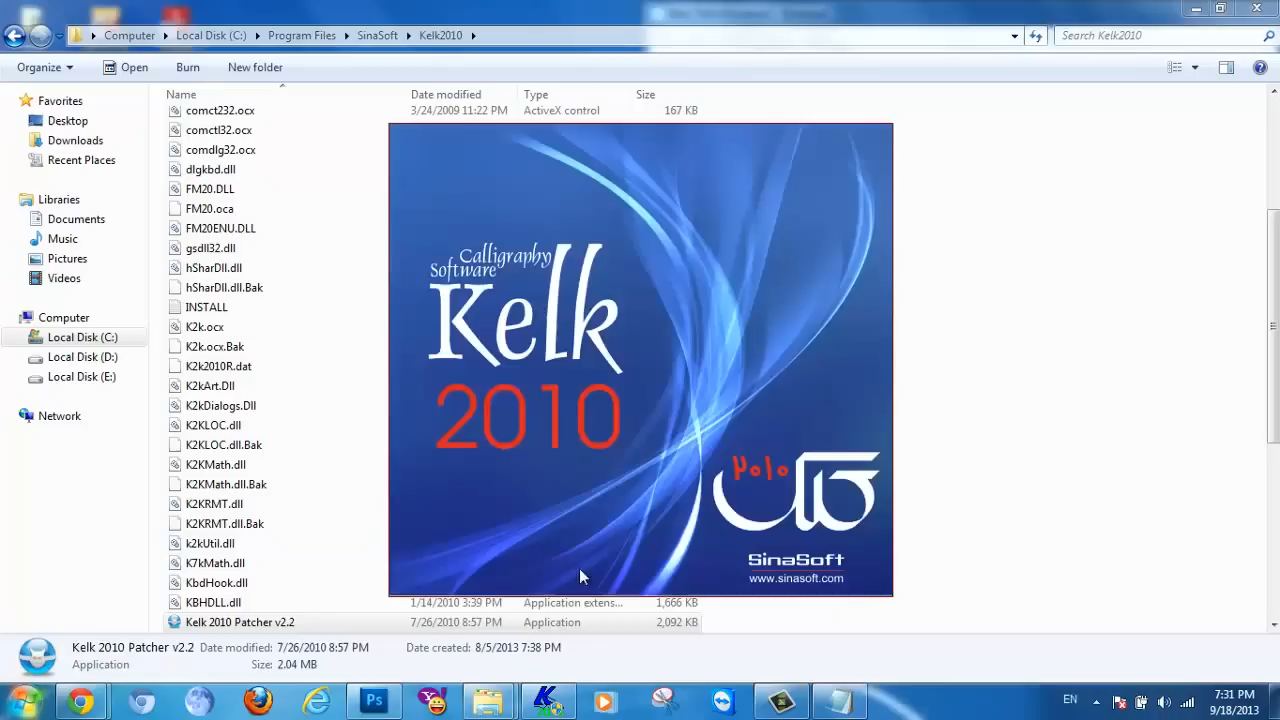 Computer Local Disk (C:) Program Files SinaSoft Kelk2010 Search Kelk2010
Organize Open Burn New folder
Name Date modified Type Size
Favorites
Desktop
Downloads
Recent Places
Libraries
Documents
Music
Pictures
Videos
Computer
Local Disk (C:)
Local Disk (D:)
Local Disk (E:)
Network
comct232.ocx 3/24/2009 11:22 PM ActiveX control 167 KB
comctl32.ocx
comdlg32.ocx
dlgkbd.dll
FM20.DLL
FM20.oca
FM20ENU.DLL
gsdll32.dll
hSharDll.dll
hSharDll.dll.Bak
INSTALL
K2k.ocx
K2k.ocx.Bak
K2k2010R.dat
K2kArt.Dll
K2kDialogs.Dll
K2KLOC.dll
K2KLOC.dll.Bak
K2KMath.dll
K2KMath.dll.Bak
K2KRMT.dll
K2KRMT.dll.Bak
k2kUtil.dll
K7kMath.dll
KbdHook.dll
KBHDLL.dll 1/14/2010 3:39 PM Application extens... 1,666 KB
Kelk 2010 Patcher v2.2 7/26/2010 8:57 PM Application 2,092 KB
Calligraphy
Software
Kelk
2010
۲۰۱۰
کلک
SinaSoft
www.sinasoft.com
Kelk 2010 Patcher v2.2 Date modified: 7/26/2010 8:57 PM Date created: 8/5/2013 7:38 PM
Application Size: 2.04 MB
Ps
EN
7:31 PM
9/18/2013